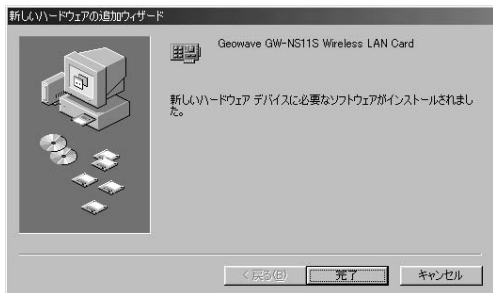 新しいハードウェアの追加ウィザード
Geowave GW-NS11S Wireless LAN Card
新しいハードウェア デバイスに必要なソフトウェアがインストールされまし
た。
< 戻る(B)
完了
キャンセル